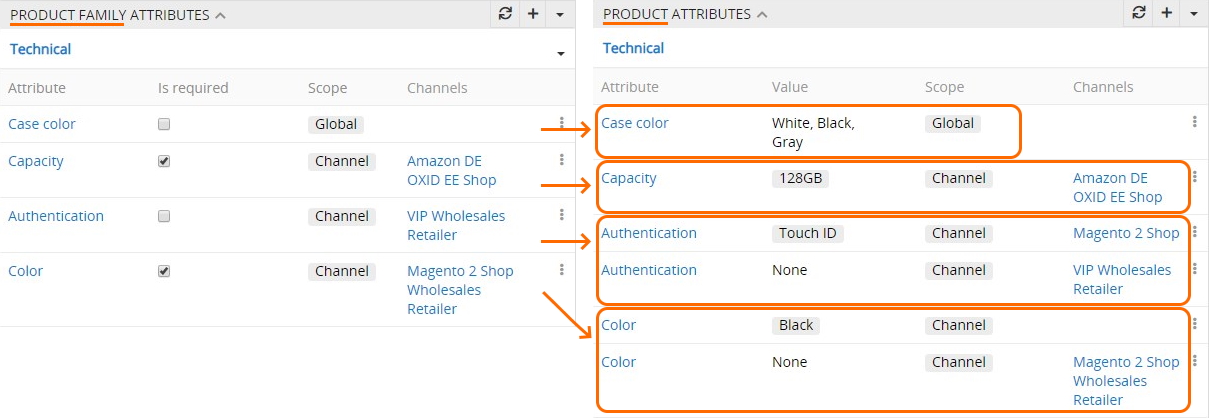 PRODUCT FAMILY ATTRIBUTES
Technical
Attribute Is required Scope Channels
Case color Global
Capacity Channel Amazon DE
OXID EE Shop
Authentication Channel VIP Wholesales
Retailer
Color Channel Magento 2 Shop
Wholesales
Retailer
PRODUCT ATTRIBUTES
Technical
Attribute Value Scope Channels
Case color White, Black, Global
Gray
Capacity 128GB Channel Amazon DE
OXID EE Shop
Authentication Touch ID Channel Magento 2 Shop
Authentication None Channel VIP Wholesales
Retailer
Color Black Channel
Color None Channel Magento 2 Shop
Wholesales
Retailer